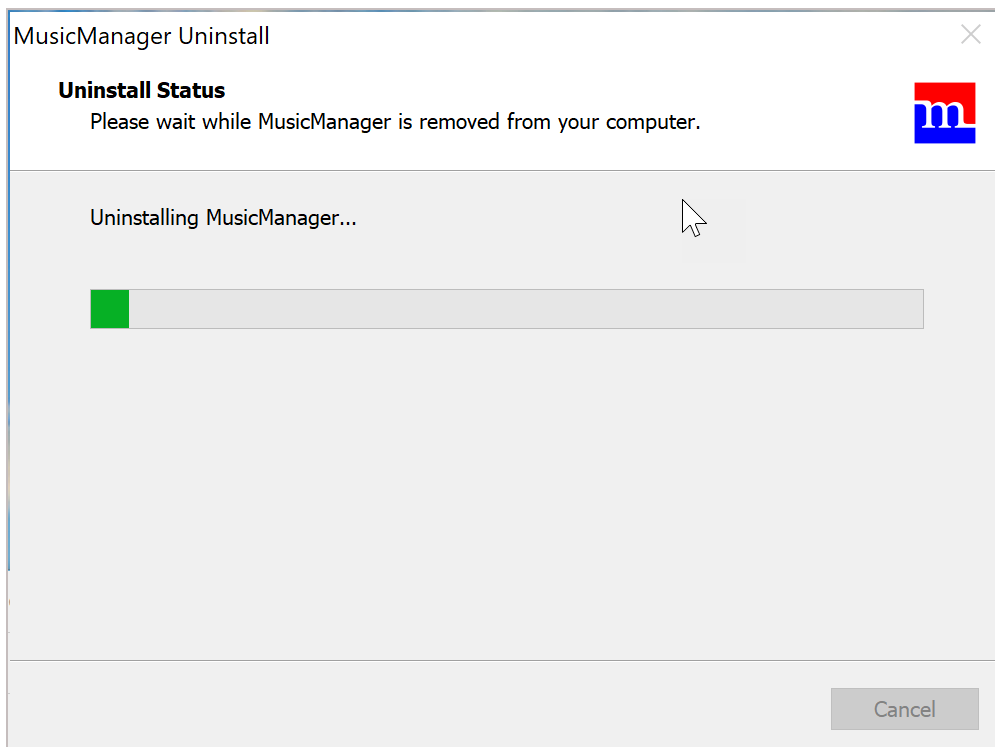 MusicManager Uninstall
Uninstall Status
Please wait while MusicManager is removed from your computer.
m
Uninstalling MusicManager...
Cancel